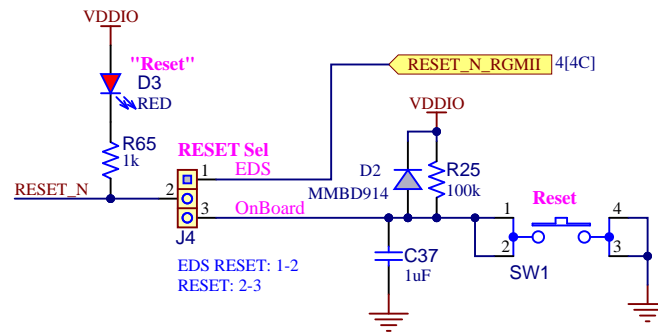 VDDIO
"Reset"
D3
RED
RESET_N_RGMII 4[4C]
VDDIO
R65
1k
RESET Sel
1 EDS
D2
MMBD914
R25
100k
RESET_N
2
3 OnBoard
J4
Reset
1
4
2
3
SW1
C37
1uF
EDS RESET: 1-2
RESET: 2-3